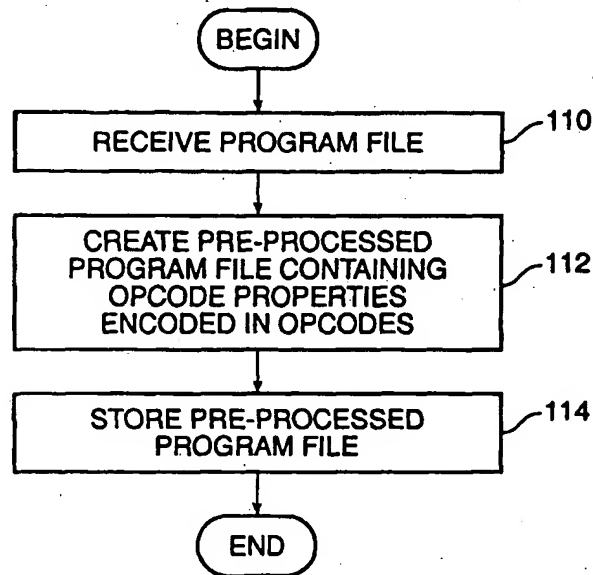 BEGIN
RECEIVE PROGRAM FILE
110
CREATE PRE-PROCESSED
PROGRAM FILE CONTAINING
OPCODE PROPERTIES
ENCODED IN OPCODES
112
STORE PRE-PROCESSED
PROGRAM FILE
114
END